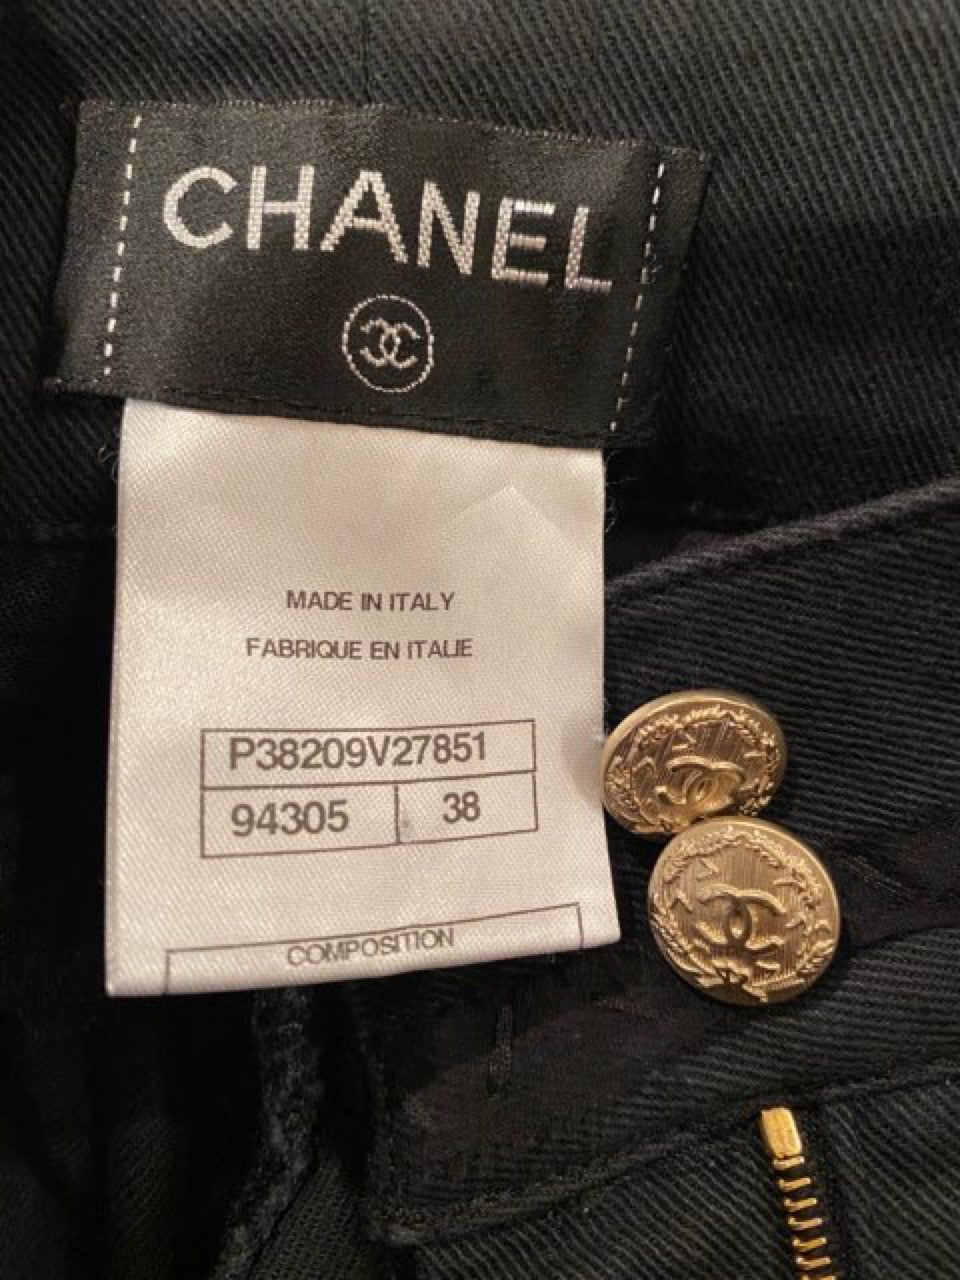 CHANEL
MADE IN ITALY
FABRIQUE EN ITALIE
P38209V27851
94305 38
COMPOSITION